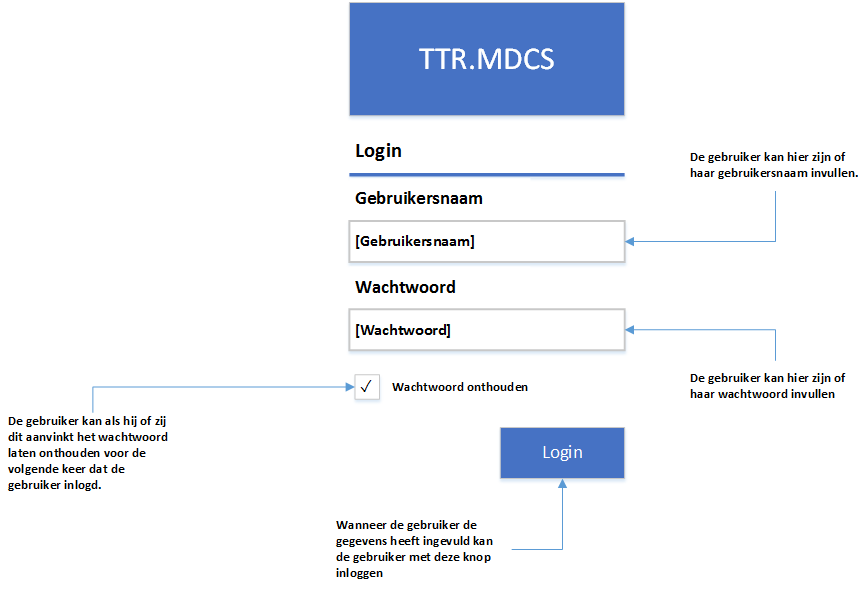 TTR.MDCS
Login
De gebruiker kan hier zijn of
haar gebruikersnaam invullen.
Gebruikersnaam
[Gebruikersnaam]
Wachtwoord
[Wachtwoord]
De gebruiker kan hier zijn of
haar wachtwoord invullen
✓ Wachtwoord onthouden
De gebruiker kan als hij of zij
dit aanvinkt het wachtwoord
laten onthouden voor de
volgende keer dat de
gebruiker inlogd.
Login
Wanneer de gebruiker de
gegevens heeft ingevuld kan
de gebruiker met deze knop
inloggen